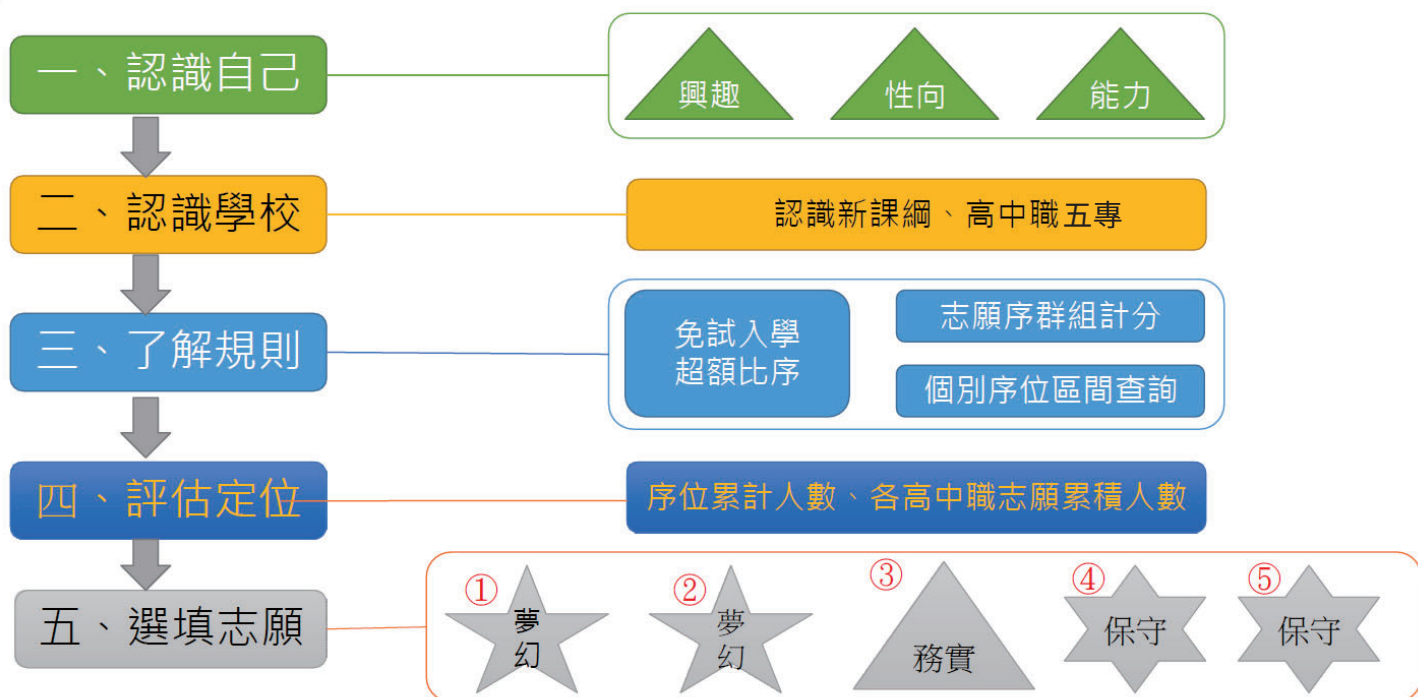 一、認識自己
興趣
性向
能力
二、認識學校
認識新課綱、高中職五專
三、了解規則
免試入學
超額比序
志願序群組計分
個別序位區間查詢
四、評估定位
序位累計人數、各高中職志願累積人數
五、選填志願
①
夢
幻
②
夢
幻
③
務實
④
保守
⑤
保守